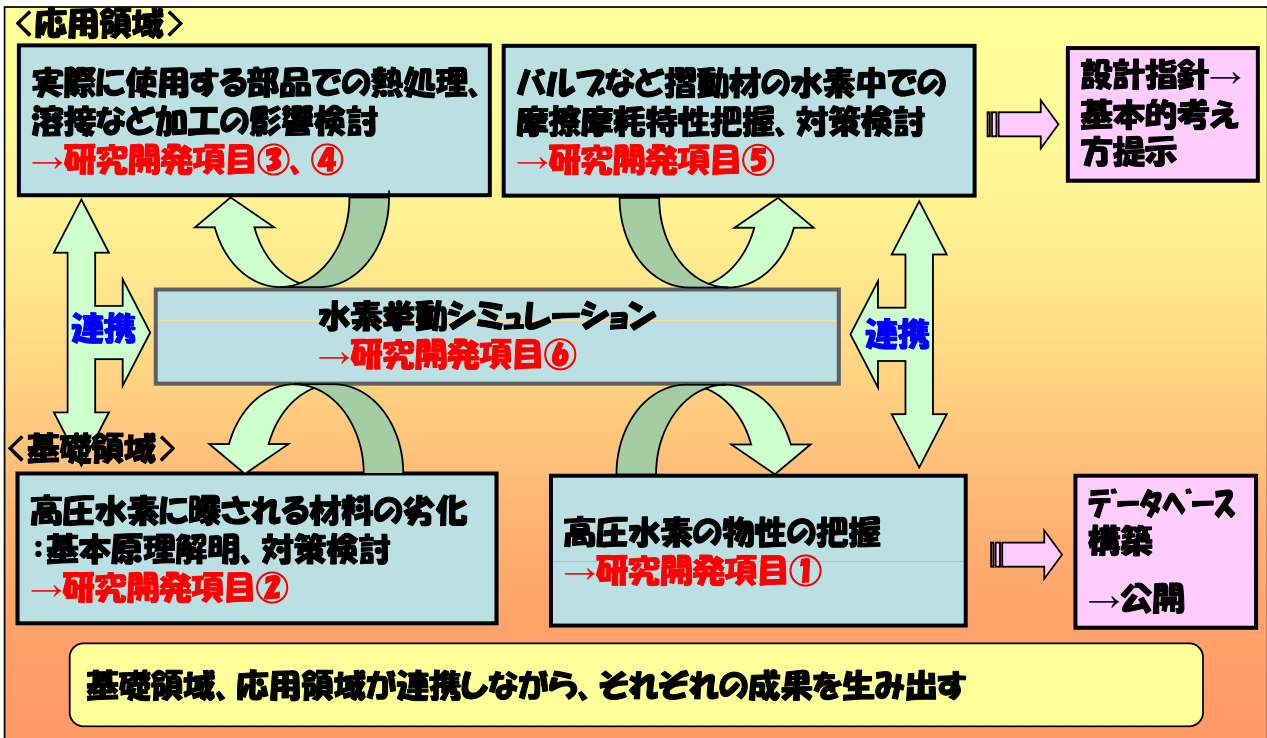 ＜応用領域＞
実際に使用する部品での熱処理、
溶接など加工の影響検討
→研究開発項目③、④
バルブなど摺動材の水素中での
摩擦摩耗特性把握、対策検討
→研究開発項目⑤
設計指針→
基本的考え
方提示
連携
水素挙動シミュレーション
→研究開発項目⑥
連携
＜基礎領域＞
高圧水素に曝される材料の劣化
：基本原理解明、対策検討
→研究開発項目②
高圧水素の物性の把握
→研究開発項目①
データベース
構築
→公開
基礎領域、応用領域が連携しながら、それぞれの成果を生み出す